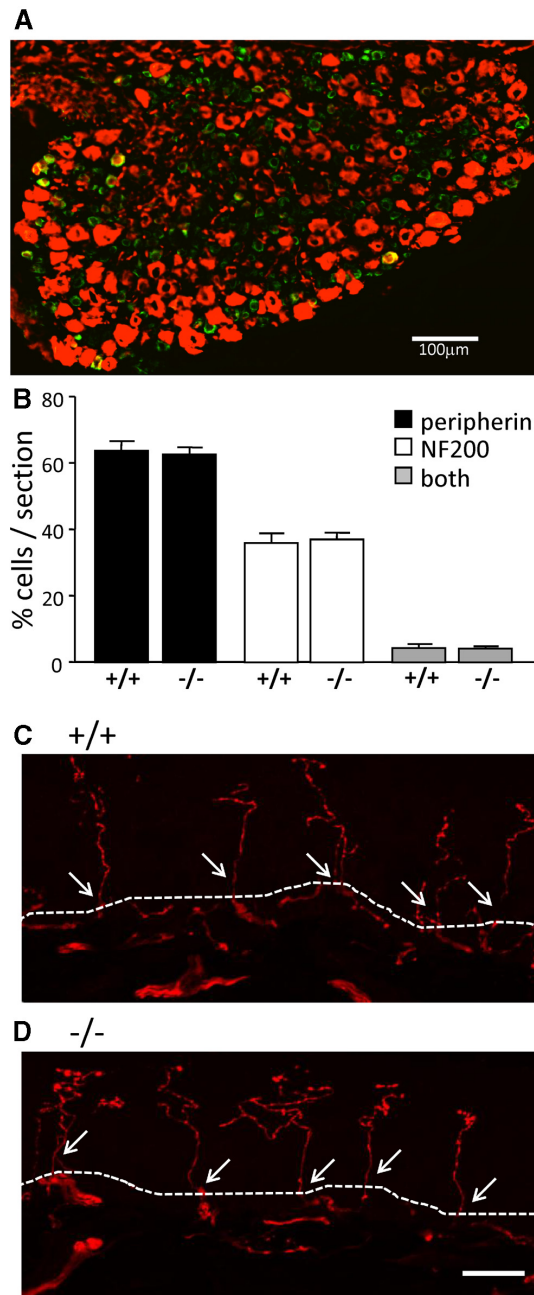 A
100µm
B
80
60
40
20
0
% cells / section
peripherin
NF200
both
+/+ -/- +/+ -/- +/+ -/-
C +/+
D -/-